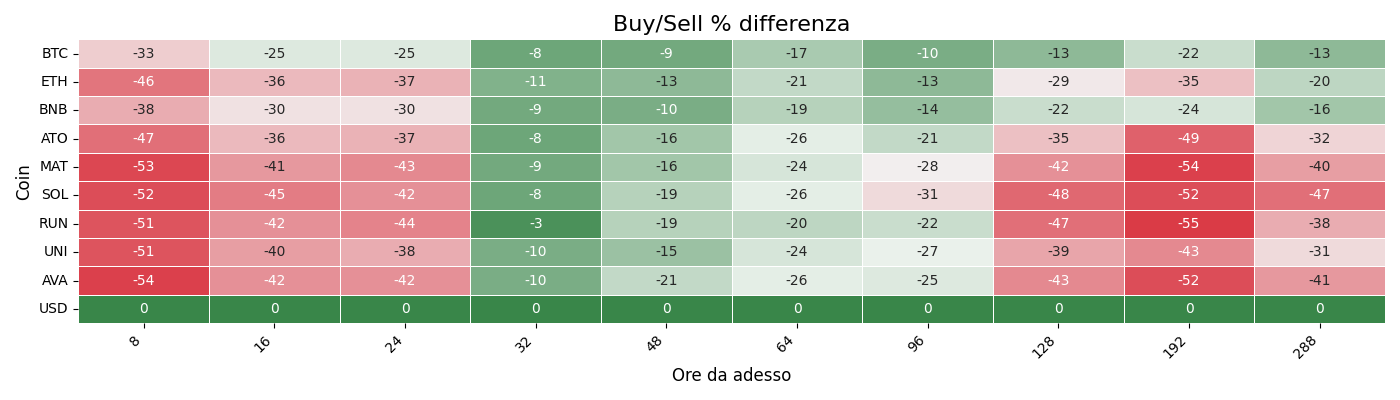 Buy/Sell % differenza
BTC -33 -25 -25 -8 -9 -17 -10 -13 -22 -13
ETH -46 -36 -37 -11 -13 -21 -13 -29 -35 -20
BNB -38 -30 -30 -9 -10 -19 -14 -22 -24 -16
ATO -47 -36 -37 -8 -16 -26 -21 -35 -49 -32
MAT -53 -41 -43 -9 -16 -24 -28 -42 -54 -40
SOL -52 -45 -42 -8 -19 -26 -31 -48 -52 -47
RUN -51 -42 -44 -3 -19 -20 -22 -47 -55 -38
UNI -51 -40 -38 -10 -15 -24 -27 -39 -43 -31
AVA -54 -42 -42 -10 -21 -26 -25 -43 -52 -41
USD 0 0 0 0 0 0 0 0 0 0
8 16 24 32 48 64 96 128 192 288
Coin
Ore da adesso